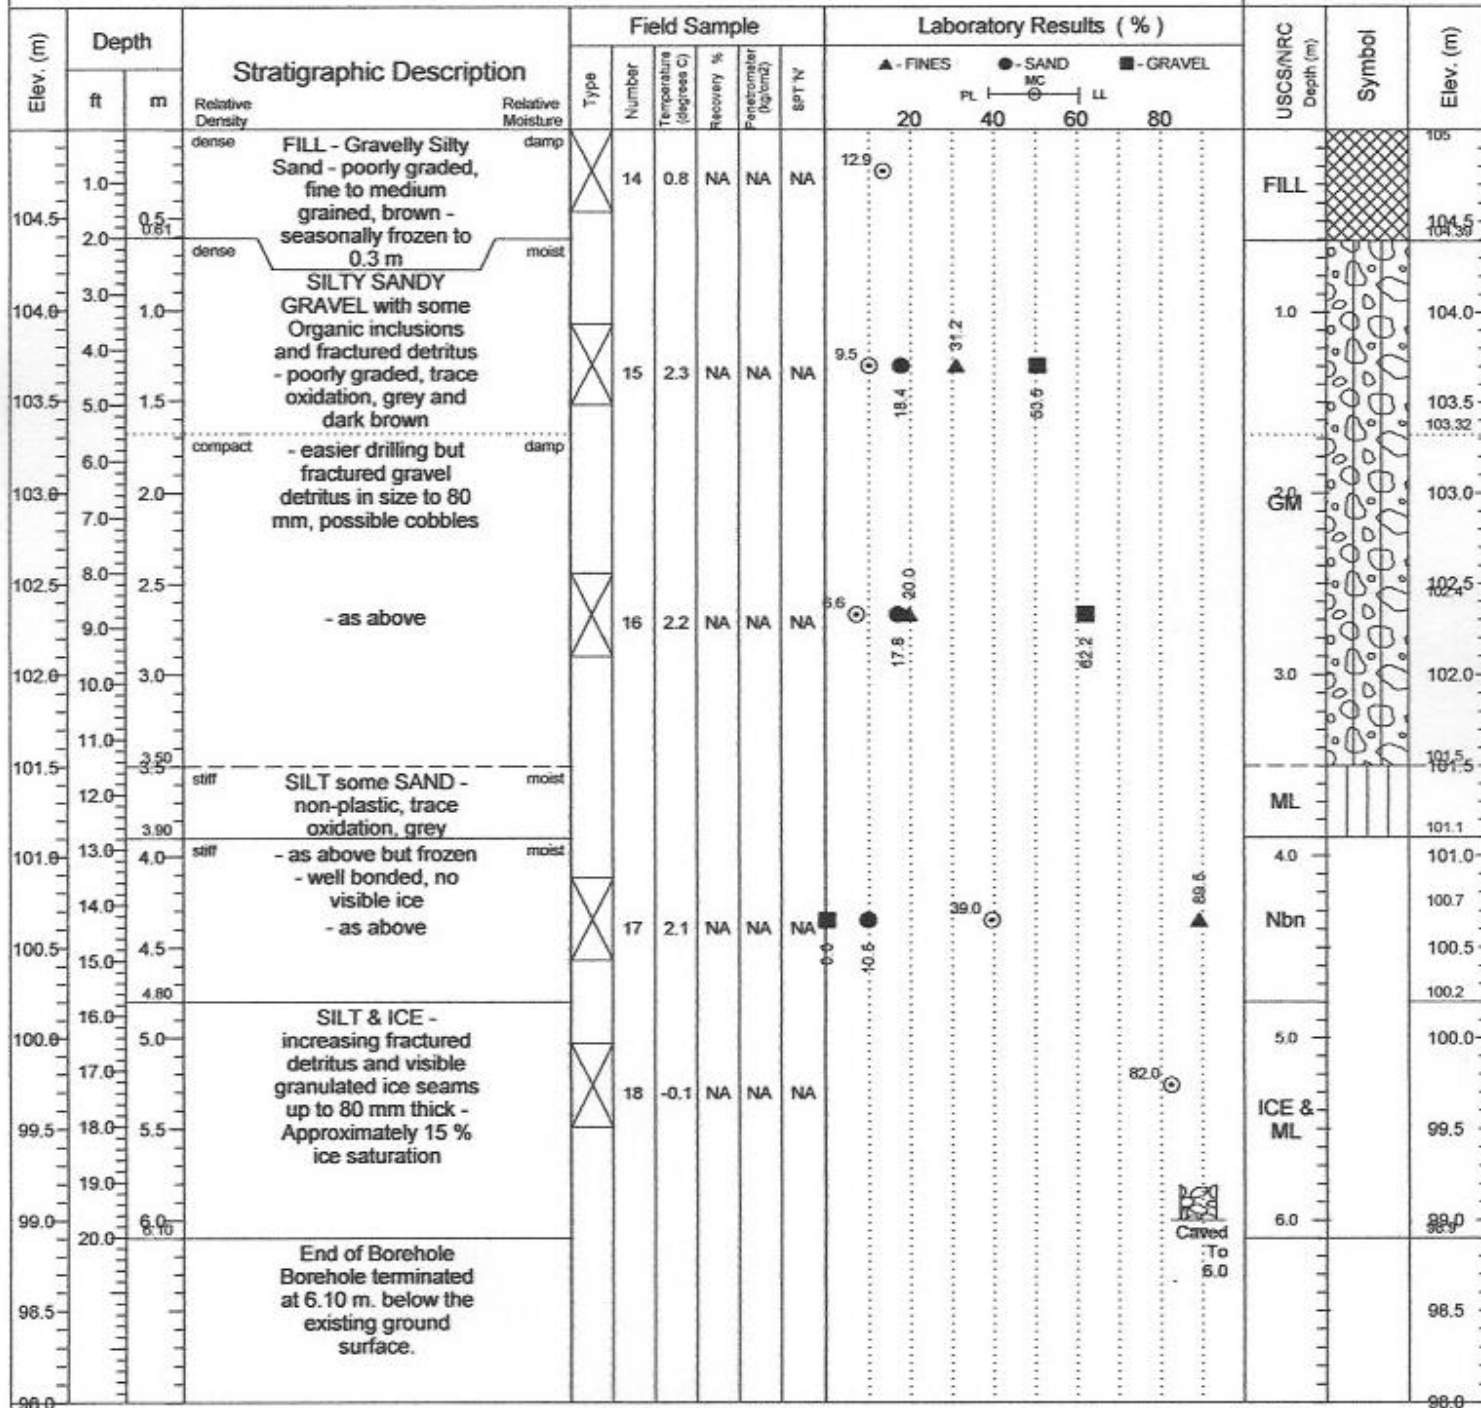 Elev. (m)
Depth
ft
m
Stratigraphic Description
Relative Density
Relative Moisture
Field Sample
Type
Number
Temperature (degrees C)
Recovery %
Penetrometer (kg/cm2)
SPT 'N'
Laboratory Results ( % )
- FINES
- SAND
- GRAVEL
PL
MC
LL
20
40
60
80
USCS/NRC
Depth (m)
Symbol
Elev. (m)
dense
FILL - Gravelly Silty
damp
Sand - poorly graded,
fine to medium
grained, brown -
seasonally frozen to
0.3 m
14 0.8 NA NA NA
12.9
FILL
105
1.0
104.5
0.5
0.61
2.0
104.5
104.39
dense
moist
SILTY SANDY
GRAVEL with some
Organic inclusions
and fractured detritus
- poorly graded, trace
oxidation, grey and
dark brown
3.0
104.0
1.0
1.0
104.0
4.0
15 2.3 NA NA NA
9.5
18.4
31.2
103.5
5.0
1.5
103.5
103.32
compact
- easier drilling but
damp
fractured gravel
detritus in size to 80
mm, possible cobbles
6.0
103.0
2.0
2.0
GM
103.0
7.0
8.0
102.5
2.5
102.5
102.4
- as above
9.0
16 2.2 NA NA NA
6.6
17.8
20.0
62.2
102.0
10.0
3.0
3.0
102.0
11.0
3.50
101.5
3.5
101.5
101.5
stiff
SILT some SAND -
moist
non-plastic, trace
oxidation, grey
12.0
ML
3.90
101.1
stiff
- as above but frozen
moist
- well bonded, no
visible ice
- as above
101.0
13.0
4.0
4.0
101.0
14.0
17 2.1 NA NA NA
0.0
39.0
Nbn
100.7
100.5
4.5
15.0
100.5
4.80
100.2
SILT & ICE -
increasing fractured
detritus and visible
granulated ice seams
up to 80 mm thick -
Approximately 15 %
ice saturation
16.0
100.0
5.0
5.0
100.0
17.0
18 -0.1 NA NA NA
82.0
ICE &
ML
99.5
18.0
5.5
99.5
19.0
99.0
6.0
6.10
20.0
Caved
To
6.0
6.0
99.0
98.9
End of Borehole
Borehole terminated
at 6.10 m. below the
existing ground
surface.
98.5
98.5
98.0
98.0